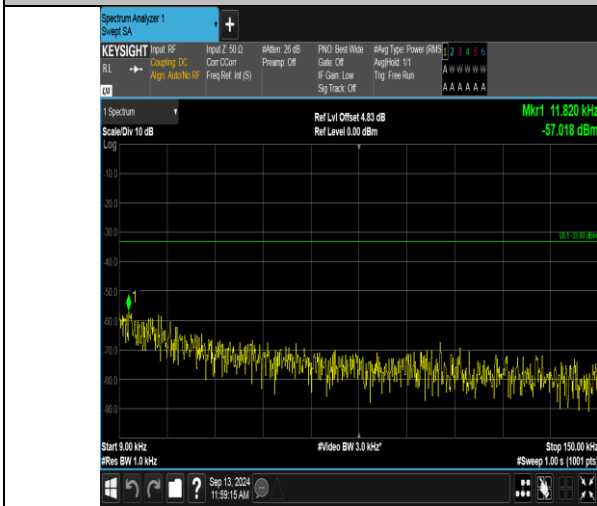 Spectrum Analyzer 1
Swept SA
+
KEYSIGHT
RL
Input: RF
Coupling: DC
Align: Auto/No RF
Input Z: 50 Ω
Corr CCorr
Freq Ref: Int (S)
#Atten: 26 dB
Preamp: Off
PNO: Best Wide
Gate: Off
IF Gain: Low
Sig Track: Off
#Avg Type: Power (RMS
Avg|Hold: 1/1
Trig: Free Run
1 2 3 4 5 6
A W W W W W
A A A A A A
1 Spectrum
Scale/Div 10 dB
Log
Ref Lvl Offset 4.83 dB
Ref Level 0.00 dBm
Mkr1 11.820 kHz
-57.018 dBm
-10.0
-20.0
-30.0
DL1 -33.00 dBm
-40.0
-50.0
1
-60.0
-70.0
-80.0
-90.0
Start 9.00 kHz
#Res BW 1.0 kHz
#Video BW 3.0 kHz*
Stop 150.00 kHz
#Sweep 1.00 s (1001 pts)
?
Sep 13, 2024
11:59:15 AM